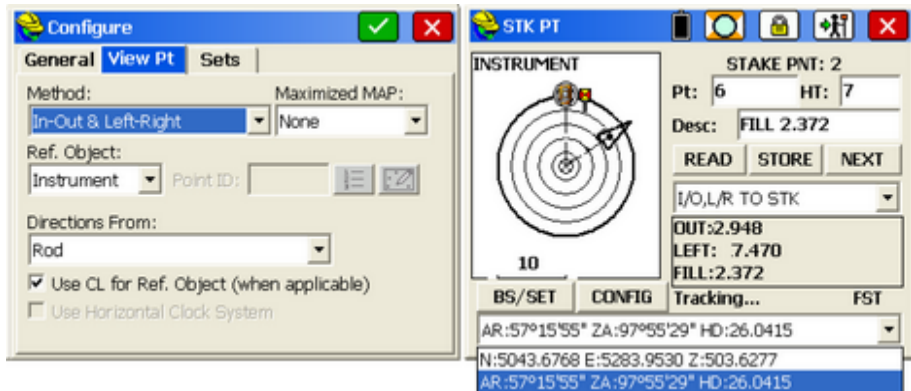 Configure
General View Pt Sets
Method: Maximized MAP:
In-Out & Left-Right None
Ref. Object:
Instrument Point ID:
Directions From:
Rod
Use CL for Ref. Object (when applicable)
Use Horizontal Clock System
STK PT
INSTRUMENT
10
BS/SET CONFIG
STAKE PNT: 2
Pt: 6 HT: 7
Desc: FILL 2.372
READ STORE NEXT
I/O,L/R TO STK
OUT:2.948
LEFT: 7.470
FILL:2.372
Tracking... FST
AR:57°15'55" ZA:97°55'29" HD:26.0415
N:5043.6768 E:5283.9530 Z:503.6277
AR:57°15'55" ZA:97°55'29" HD:26.0415